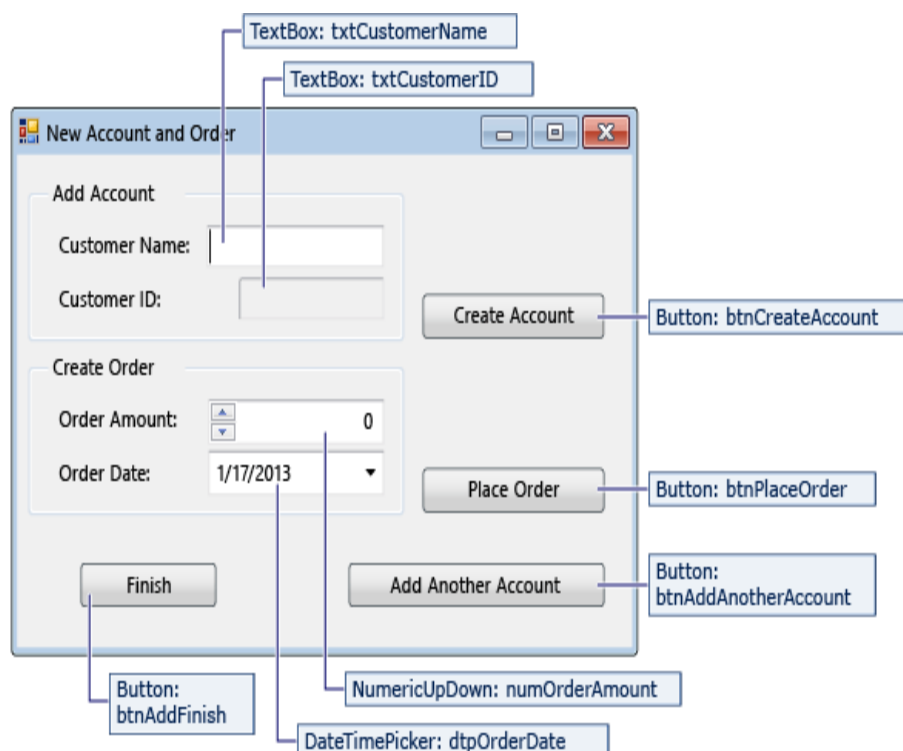 TextBox: txtCustomerName
TextBox: txtCustomerID
New Account and Order
Add Account
Customer Name:
Customer ID:
Create Account
Button: btnCreateAccount
Create Order
Order Amount:
0
Order Date:
1/17/2013
Place Order
Button: btnPlaceOrder
Finish
Add Another Account
Button:
btnAddAnotherAccount
Button:
btnAddFinish
NumericUpDown: numOrderAmount
DateTimePicker: dtpOrderDate